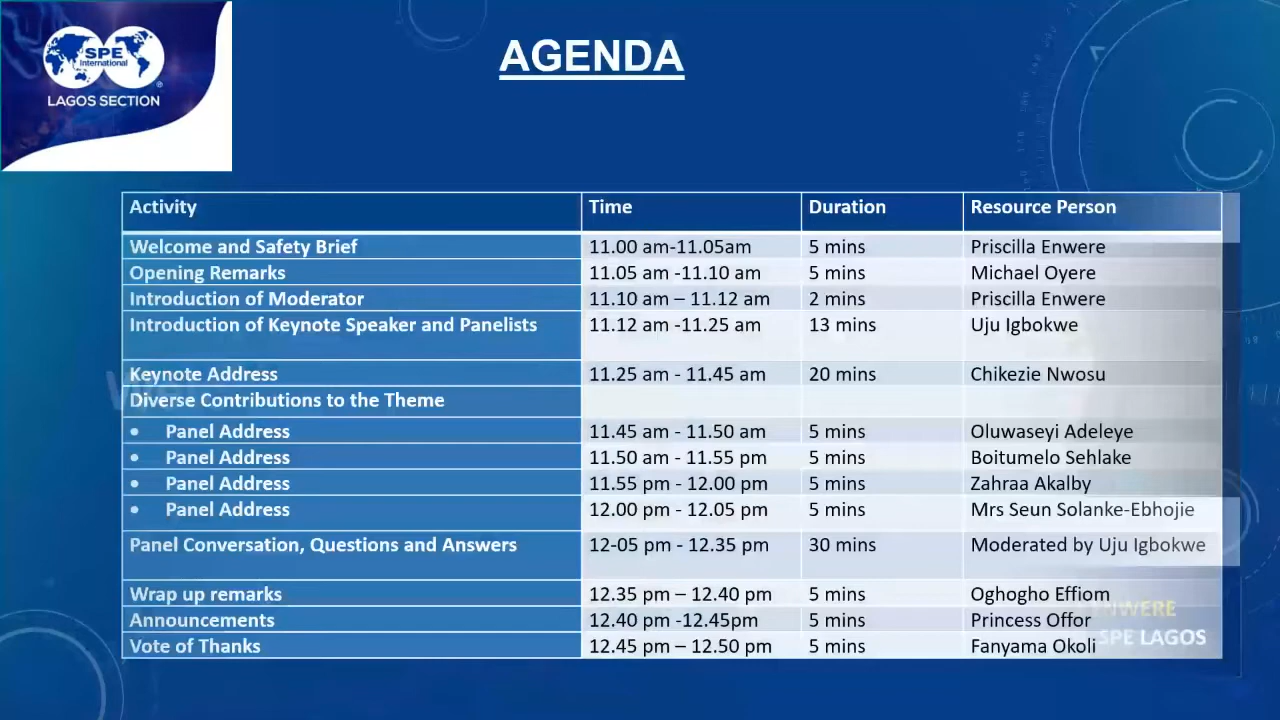 SPE
International
LAGOS SECTION
AGENDA
Activity Time Duration Resource Person
Welcome and Safety Brief 11.00 am-11.05am 5 mins Priscilla Enwere
Opening Remarks 11.05 am -11.10 am 5 mins Michael Oyere
Introduction of Moderator 11.10 am – 11.12 am 2 mins Priscilla Enwere
Introduction of Keynote Speaker and Panelists 11.12 am -11.25 am 13 mins Uju Igbokwe
Keynote Address 11.25 am - 11.45 am 20 mins Chikezie Nwosu
Diverse Contributions to the Theme
• Panel Address 11.45 am - 11.50 am 5 mins Oluwaseyi Adeleye
• Panel Address 11.50 am - 11.55 pm 5 mins Boitumelo Sehlake
• Panel Address 11.55 pm - 12.00 pm 5 mins Zahraa Akalby
• Panel Address 12.00 pm - 12.05 pm 5 mins Mrs Seun Solanke-Ebhojie
Panel Conversation, Questions and Answers 12-05 pm - 12.35 pm 30 mins Moderated by Uju Igbokwe
Wrap up remarks 12.35 pm – 12.40 pm 5 mins Oghogho Effiom
Announcements 12.40 pm -12.45pm 5 mins Princess Offor
Vote of Thanks 12.45 pm – 12.50 pm 5 mins Fanyama Okoli
NWERE
SPE LAGOS